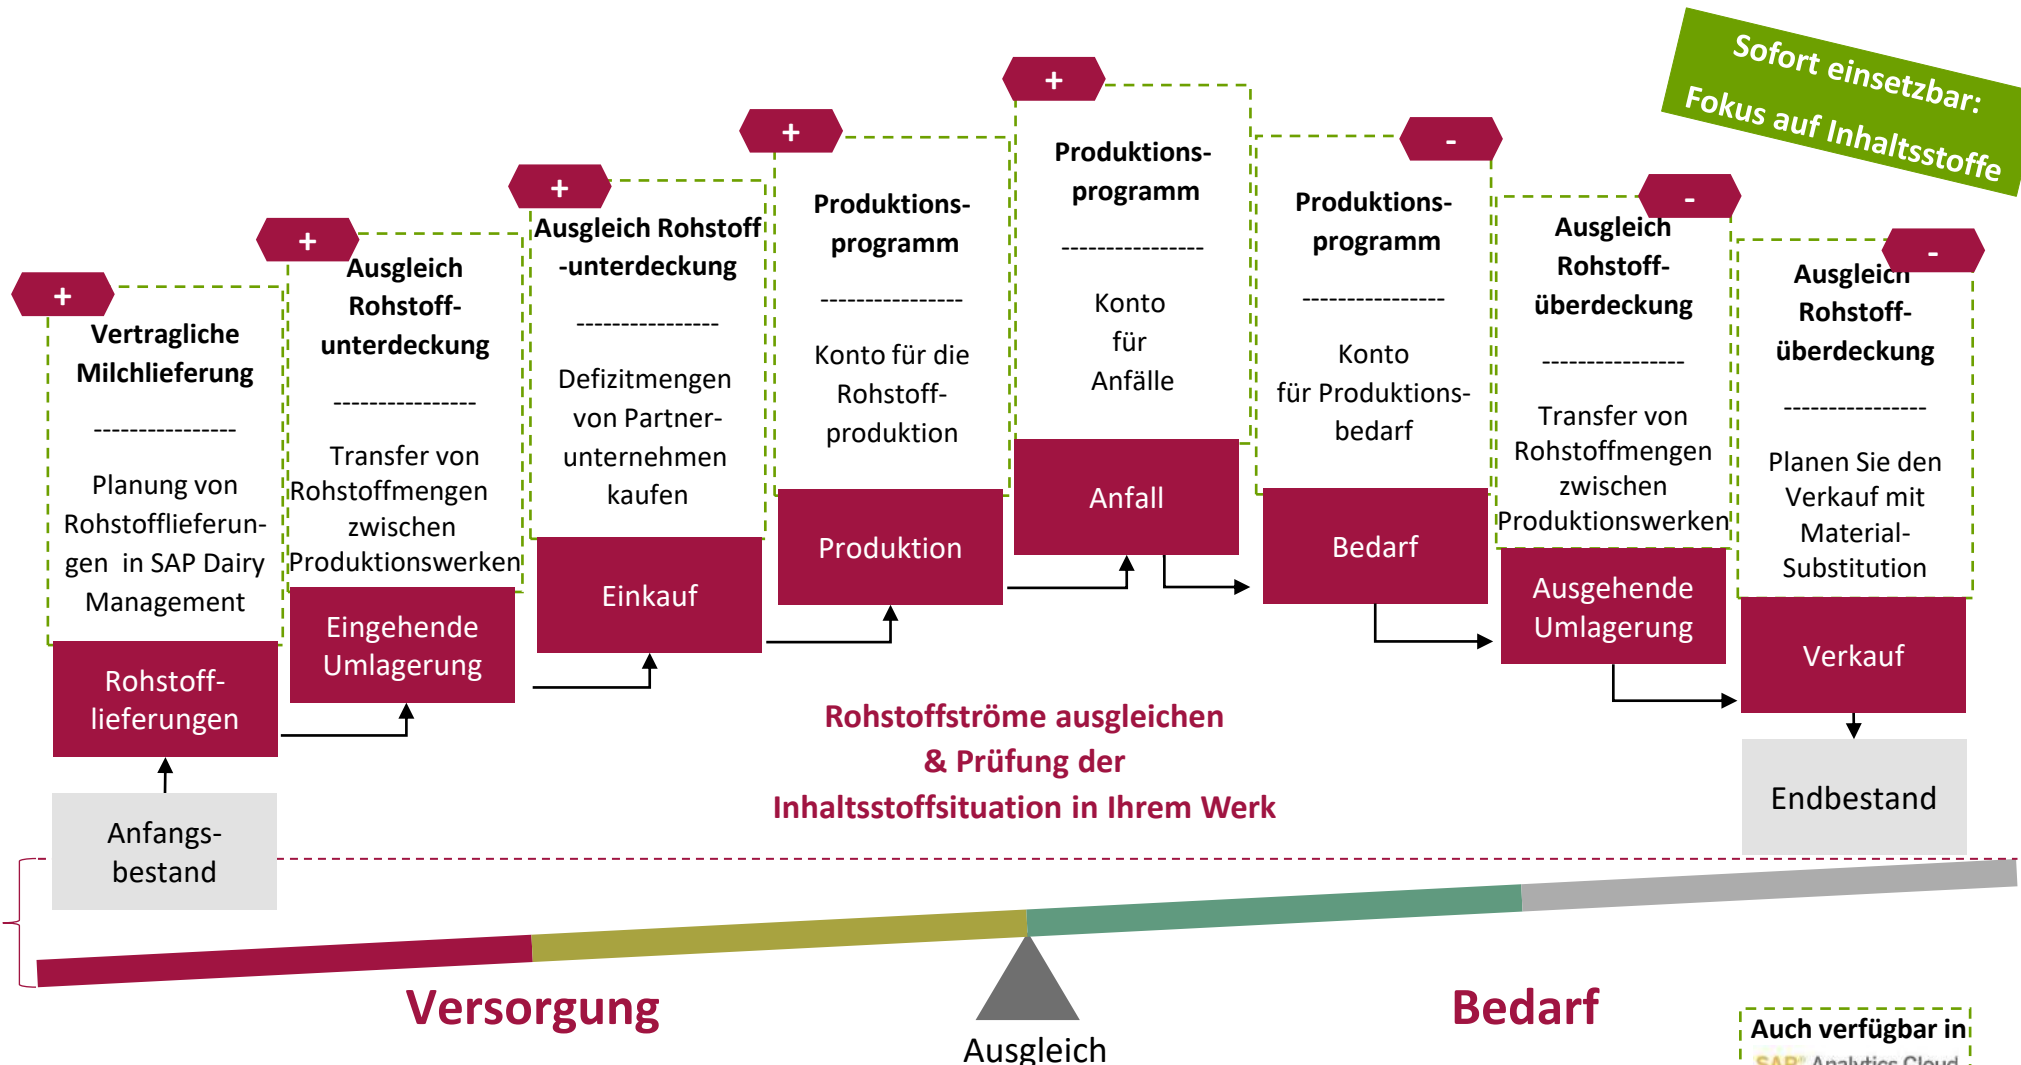 Sofort einsetzbar:
Fokus auf Inhaltsstoffe
+
Vertragliche
Milchlieferung
----------------
Planung von
Rohstofflieferun-
gen in SAP Dairy
Management
Rohstoff-
lieferungen
Anfangs-
bestand
+
Ausgleich
Rohstoff-
unterdeckung
----------------
Transfer von
Rohstoffmengen
zwischen
Produktionswerken
Eingehende
Umlagerung
+
Ausgleich Rohstoff
-unterdeckung
----------------
Defizitmengen
von Partner-
unternehmen
kaufen
Einkauf
+
Produktions-
programm
----------------
Konto für die
Rohstoff-
produktion
Produktion
+
Produktions-
programm
----------------
Konto
für
Anfälle
Anfall
-
Produktions-
programm
----------------
Konto
für Produktions-
bedarf
Bedarf
-
Ausgleich
Rohstoff-
überdeckung
----------------
Transfer von
Rohstoffmengen
zwischen
Produktionswerken
Ausgehende
Umlagerung
-
Ausgleich
Rohstoff-
überdeckung
----------------
Planen Sie den
Verkauf mit
Material-
Substitution
Verkauf
Endbestand
Rohstoffströme ausgleichen
& Prüfung der
Inhaltsstoffsituation in Ihrem Werk
Versorgung
Ausgleich
Bedarf
Auch verfügbar in
SAP® Analytics Cloud